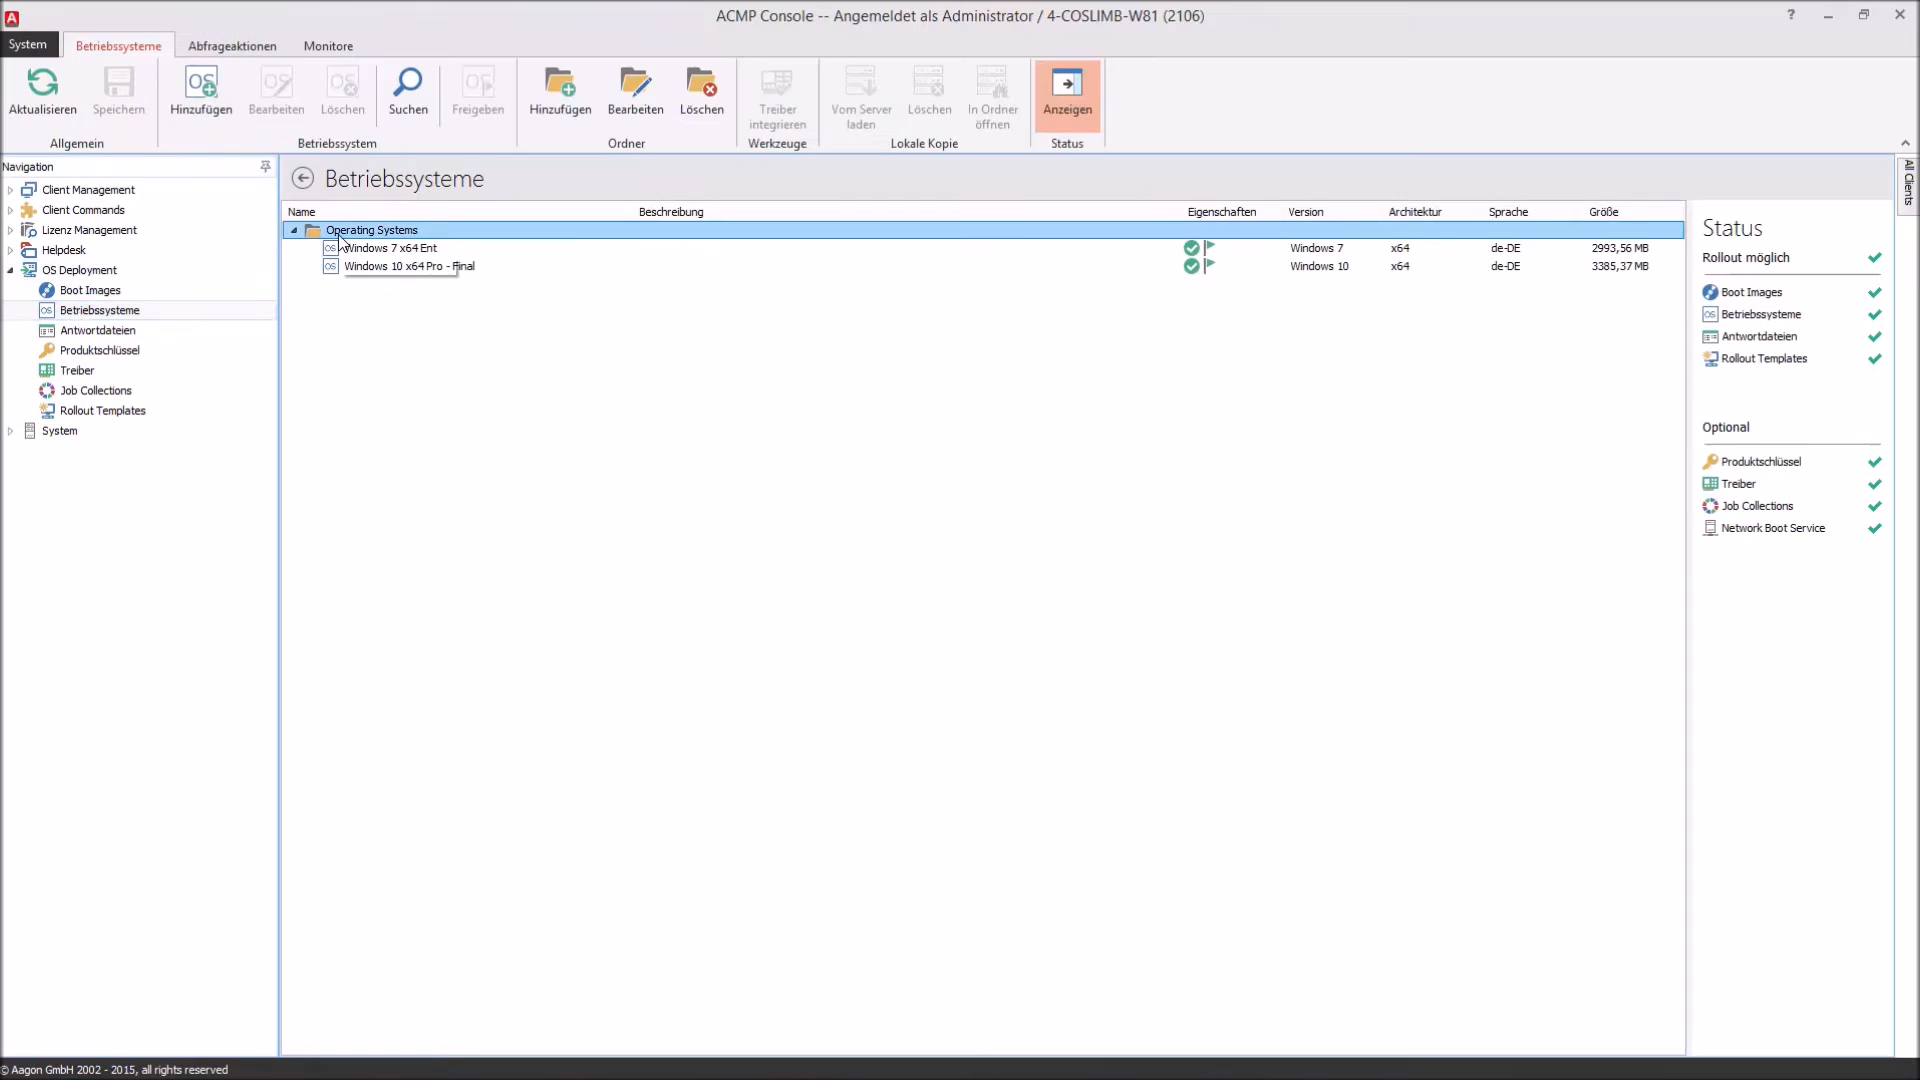 ACMP Console -- Angemeldet als Administrator / 4-COSLIMB-W81 (2106)
System Betriebssysteme Abfrageaktionen Monitore
Aktualisieren Speichern Hinzufügen Bearbeiten Löschen Suchen Freigeben Hinzufügen Bearbeiten Löschen Treiber integrieren Vom Server laden Löschen In Ordner öffnen Anzeigen
Allgemein Betriebssystem Ordner Werkzeuge Lokale Kopie Status
Navigation
Client Management
Client Commands
Lizenz Management
Helpdesk
OS Deployment
Boot Images
Betriebssysteme
Antwortdateien
Produktschlüssel
Treiber
Job Collections
Rollout Templates
System
Betriebssysteme
Name Beschreibung Eigenschaften Version Architektur Sprache Größe
Operating Systems
OS Windows 7 x64 Ent Windows 7 x64 de-DE 2993,56 MB
OS Windows 10 x64 Pro - Final Windows 10 x64 de-DE 3385,37 MB
All Clients
Status
Rollout möglich
Boot Images
Betriebssysteme
Antwortdateien
Rollout Templates
Optional
Produktschlüssel
Treiber
Job Collections
Network Boot Service
© Aagon GmbH 2002 - 2015, all rights reserved